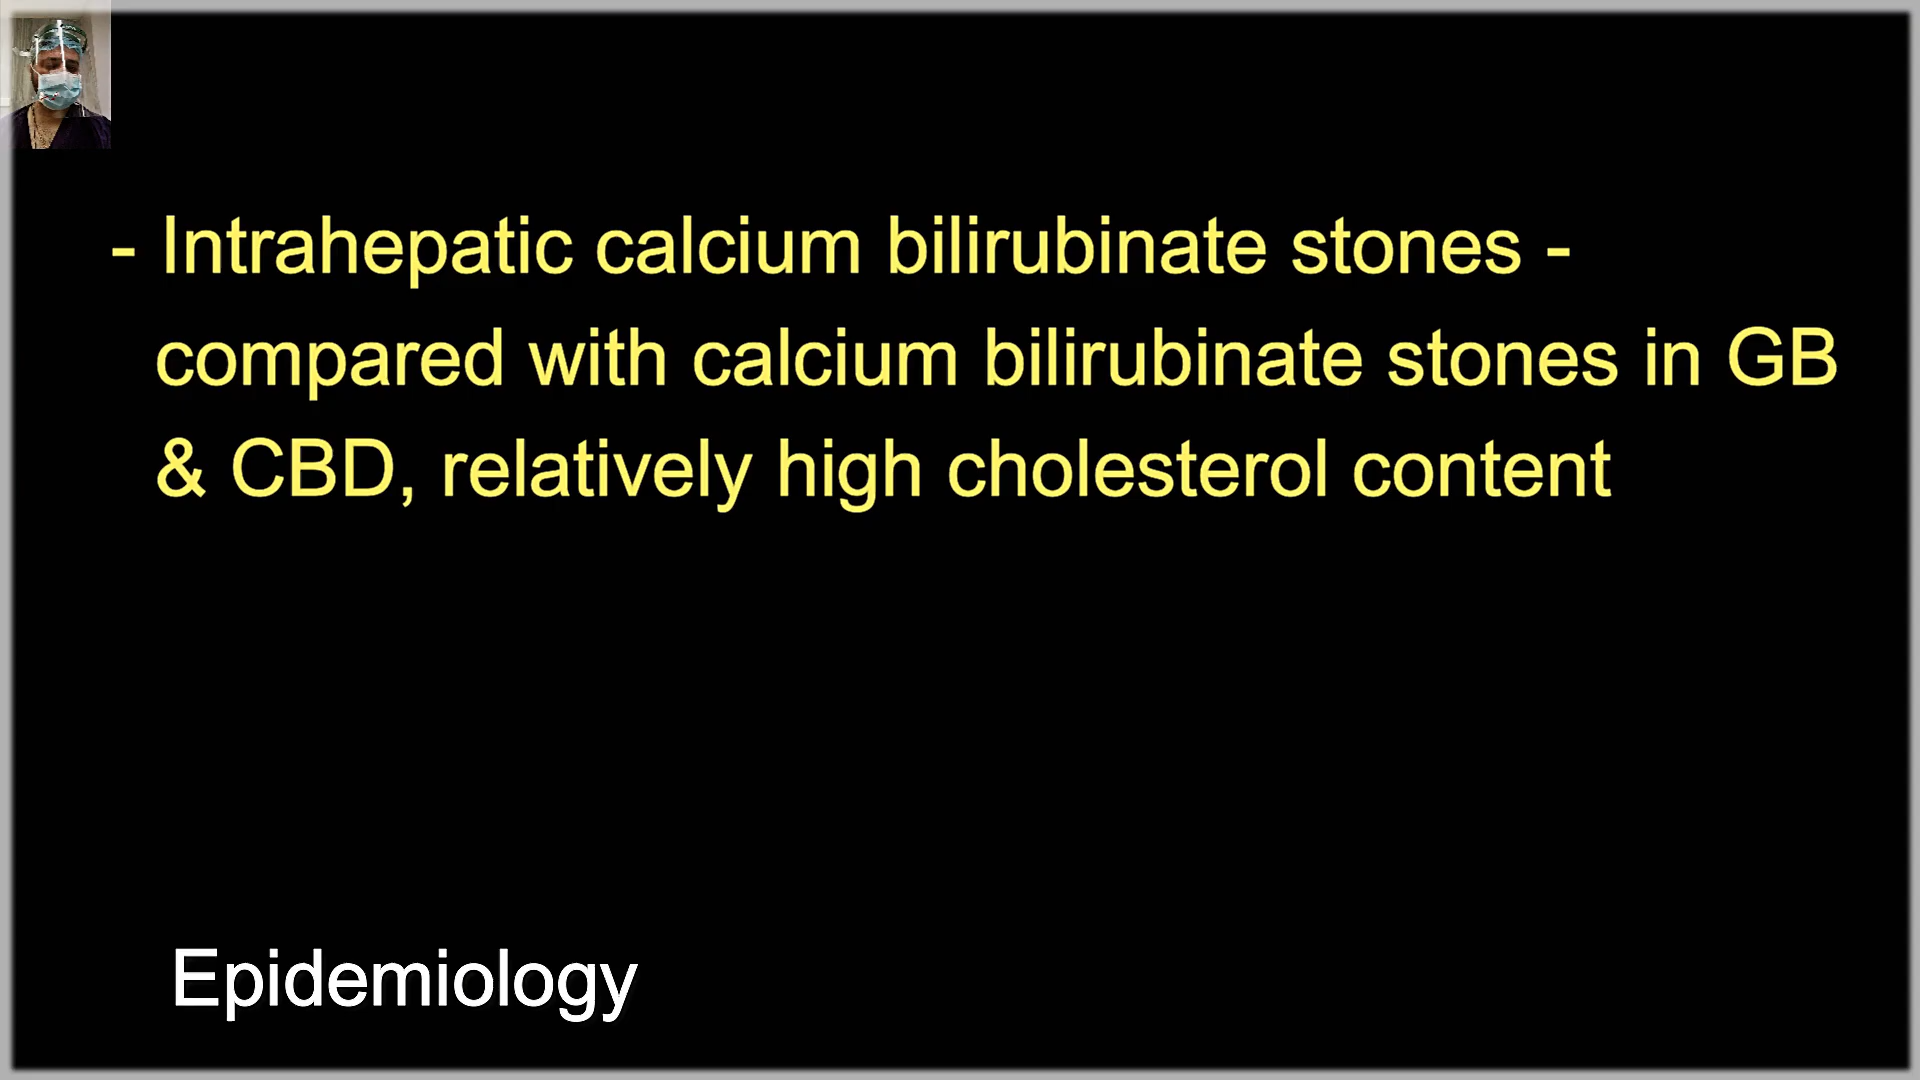 - Intrahepatic calcium bilirubinate stones -
compared with calcium bilirubinate stones in GB
& CBD, relatively high cholesterol content
Epidemiology